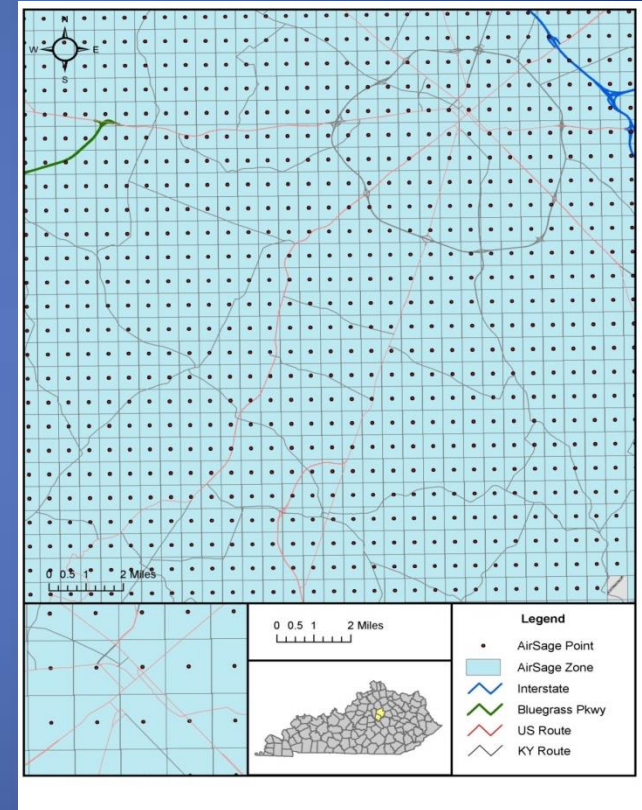 N
W E
S
0 0.5 1 2 Miles
0 0.5 1 2 Miles
Legend
AirSage Point
AirSage Zone
Interstate
Bluegrass Pkwy
US Route
KY Route